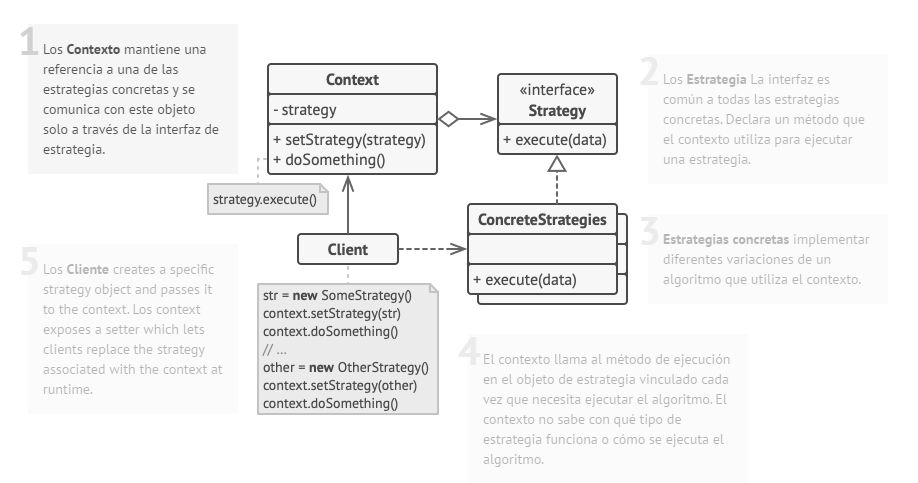 1
Los Contexto mantiene una
referencia a una de las
estrategias concretas y se
comunica con este objeto
solo a través de la interfaz de
estrategia.
Context
- strategy
+ setStrategy(strategy)
+ doSomething()
strategy.execute()
«interface»
Strategy
+ execute(data)
2
Los Estrategia La interfaz es
común a todas las estrategias
concretas. Declara un método que
el contexto utiliza para ejecutar
una estrategia.
ConcreteStrategies
+ execute(data)
3
Estrategias concretas implementar
diferentes variaciones de un
algoritmo que utiliza el contexto.
Client
str = new SomeStrategy()
context.setStrategy(str)
context.doSomething()
// ...
other = new OtherStrategy()
context.setStrategy(other)
context.doSomething()
4
El contexto llama al método de ejecución
en el objeto de estrategia vinculado cada
vez que necesita ejecutar el algoritmo. El
contexto no sabe con qué tipo de
estrategia funciona o cómo se ejecuta el
algoritmo.
5
Los Cliente creates a specific
strategy object and passes it
to the context. Los context
exposes a setter which lets
clients replace the strategy
associated with the context at
runtime.